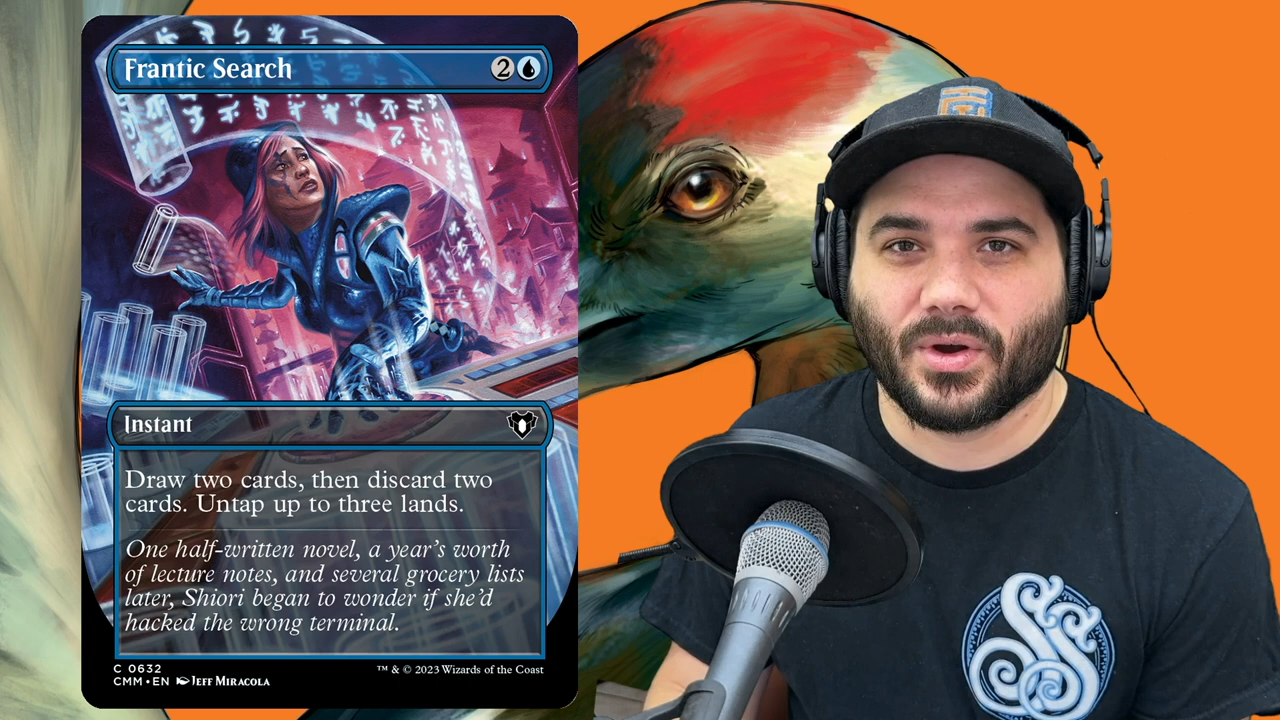 Frantic Search 2
Instant
Draw two cards, then discard two
cards. Untap up to three lands.
One half-written novel, a year's worth
of lecture notes, and several grocery lists
later, Shiori began to wonder if she'd
hacked the wrong terminal.
C 0632
™ & © 2023 Wizards of the Coast
CMM • EN Jeff Miracola